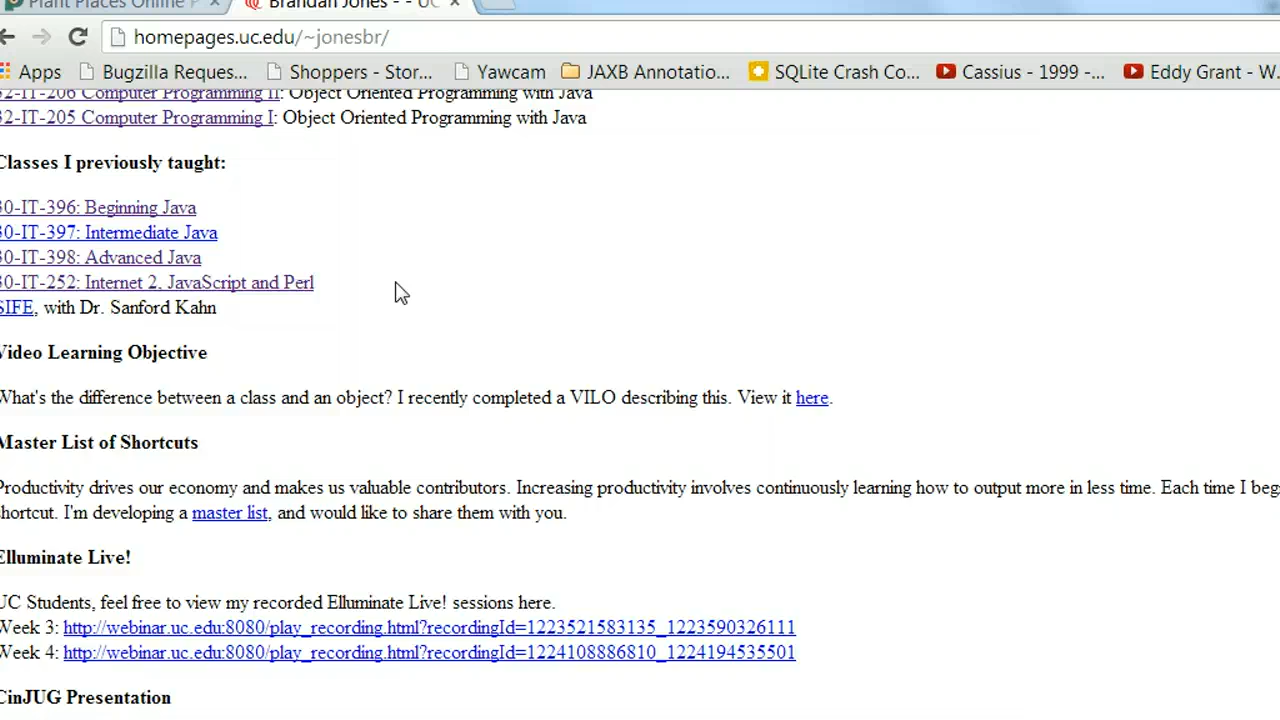 Plant Places Online
Brandan Jones - - UC
homepages.uc.edu/~jonesbr/
Apps Bugzilla Reques... Shoppers - Stor... Yawcam JAXB Annotatio... SQLite Crash Co... Cassius - 1999 -... Eddy Grant - W.
32-IT-206 Computer Programming II: Object Oriented Programming with Java
32-IT-205 Computer Programming I: Object Oriented Programming with Java
Classes I previously taught:
30-IT-396: Beginning Java
30-IT-397: Intermediate Java
30-IT-398: Advanced Java
30-IT-252: Internet 2, JavaScript and Perl
SIFE, with Dr. Sanford Kahn
Video Learning Objective
What's the difference between a class and an object? I recently completed a VILO describing this. View it here.
Master List of Shortcuts
Productivity drives our economy and makes us valuable contributors. Increasing productivity involves continuously learning how to output more in less time. Each time I beg
shortcut. I'm developing a master list, and would like to share them with you.
Elluminate Live!
UC Students, feel free to view my recorded Elluminate Live! sessions here.
Week 3: http://webinar.uc.edu:8080/play_recording.html?recordingId=1223521583135_1223590326111
Week 4: http://webinar.uc.edu:8080/play_recording.html?recordingId=1224108886810_1224194535501
CinJUG Presentation